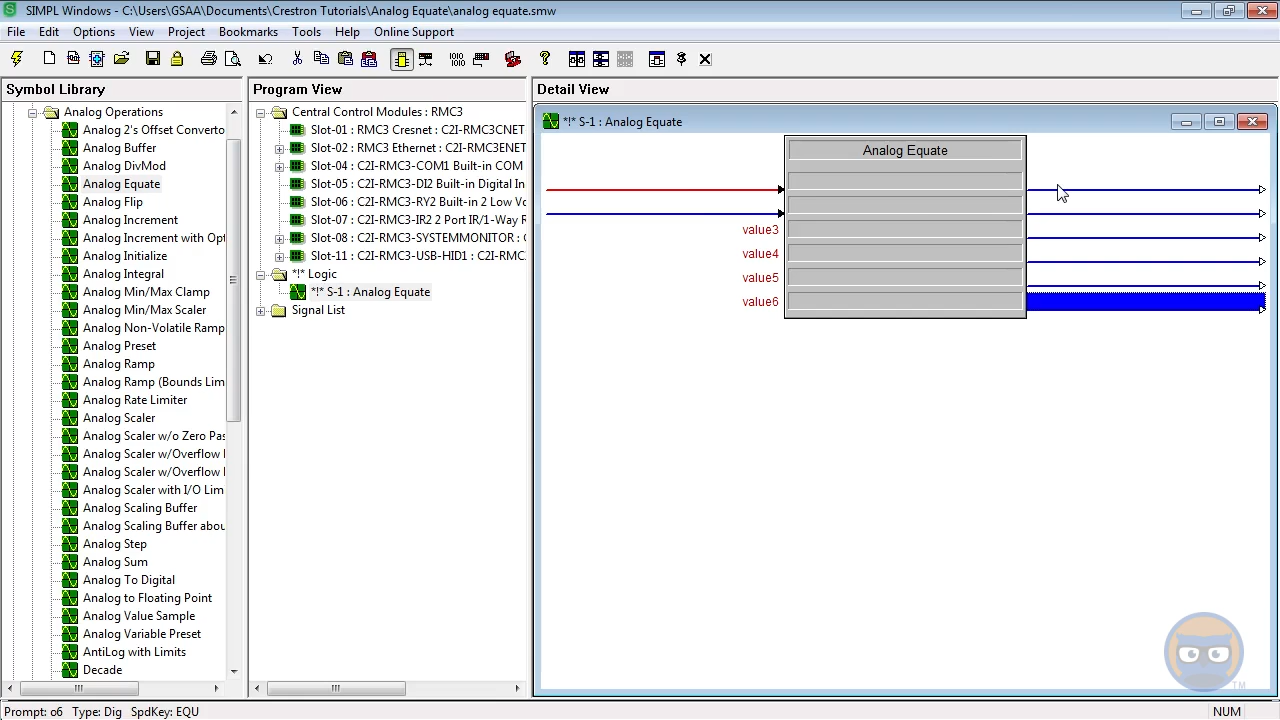 SIMPL Windows - C:\Users\GSAA\Documents\Crestron Tutorials\Analog Equate\analog equate.smw
File Edit Options View Project Bookmarks Tools Help Online Support
Symbol Library
Analog Operations
Analog 2's Offset Converto
Analog Buffer
Analog DivMod
Analog Equate
Analog Flip
Analog Increment
Analog Increment with Opt
Analog Initialize
Analog Integral
Analog Min/Max Clamp
Analog Min/Max Scaler
Analog Non-Volatile Ramp
Analog Preset
Analog Ramp
Analog Ramp (Bounds Lim
Analog Rate Limiter
Analog Scaler
Analog Scaler w/o Zero Pas
Analog Scaler w/Overflow
Analog Scaler w/Overflow
Analog Scaler with I/O Lim
Analog Scaling Buffer
Analog Scaling Buffer abou
Analog Step
Analog Sum
Analog To Digital
Analog to Floating Point
Analog Value Sample
Analog Variable Preset
AntiLog with Limits
Decade
Program View
Central Control Modules : RMC3
Slot-01 : RMC3 Cresnet : C2I-RMC3CNET
Slot-02 : RMC3 Ethernet : C2I-RMC3ENET
Slot-04 : C2I-RMC3-COM1 Built-in COM
Slot-05 : C2I-RMC3-DI2 Built-in Digital In
Slot-06 : C2I-RMC3-RY2 Built-in 2 Low Vo
Slot-07 : C2I-RMC3-IR2 2 Port IR/1-Way R
Slot-08 : C2I-RMC3-SYSTEMMONITOR : C
Slot-11 : C2I-RMC3-USB-HID1 : C2I-RMC
*!* Logic
*!* S-1 : Analog Equate
Signal List
Detail View
*!* S-1 : Analog Equate
Analog Equate
value3
value4
value5
value6
TM
Prompt: o6 Type: Dig SpdKey: EQU
NUM